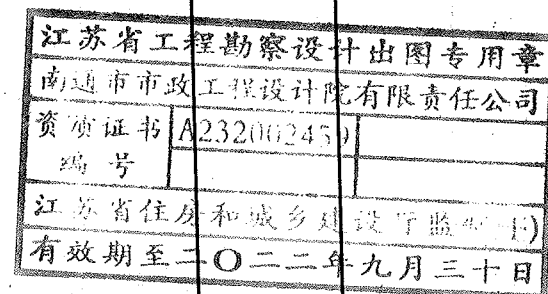 江苏省工程勘察设计出图专用章
南通市市政工程设计院有限责任公司
资质证书 A232002459
编号
江苏省住房和城乡建设厅监制
有效期至二〇二二年九月三十日